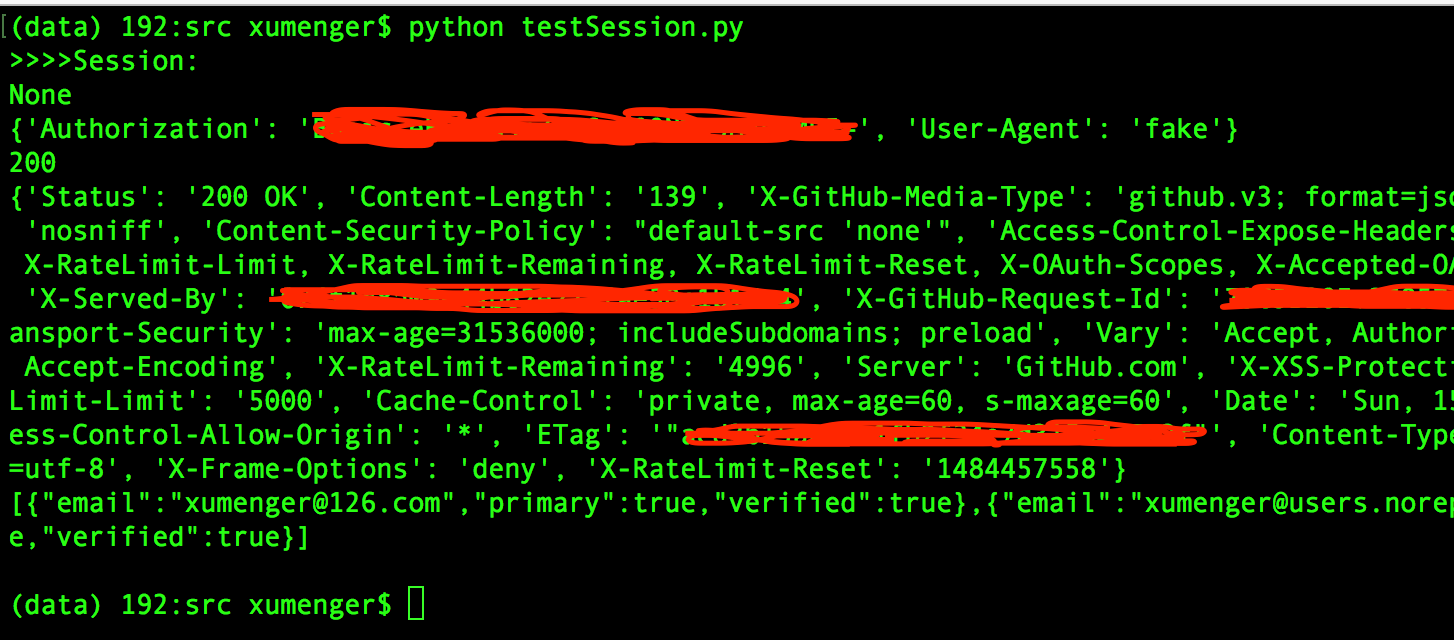 (data) 192:src xumenger$ python testSession.py
>>>>Session:
None
{'Authorization': '', 'User-Agent': 'fake'}
200
{'Status': '200 OK', 'Content-Length': '139', 'X-GitHub-Media-Type': 'github.v3; format=jso
'nosniff', 'Content-Security-Policy': "default-src 'none'", 'Access-Control-Expose-Headers
X-RateLimit-Limit, X-RateLimit-Remaining, X-RateLimit-Reset, X-OAuth-Scopes, X-Accepted-OA
'X-Served-By': '', 'X-GitHub-Request-Id': '
ansport-Security': 'max-age=31536000; includeSubdomains; preload', 'Vary': 'Accept, Author
Accept-Encoding', 'X-RateLimit-Remaining': '4996', 'Server': 'GitHub.com', 'X-XSS-Protect
Limit-Limit': '5000', 'Cache-Control': 'private, max-age=60, s-maxage=60', 'Date': 'Sun, 15
ess-Control-Allow-Origin': '*', 'ETag': '""', 'Content-Type
=utf-8', 'X-Frame-Options': 'deny', 'X-RateLimit-Reset': '1484457558'}
[{"email":"xumenger@126.com","primary":true,"verified":true},{"email":"xumenger@users.norep
e,"verified":true}]
(data) 192:src xumenger$